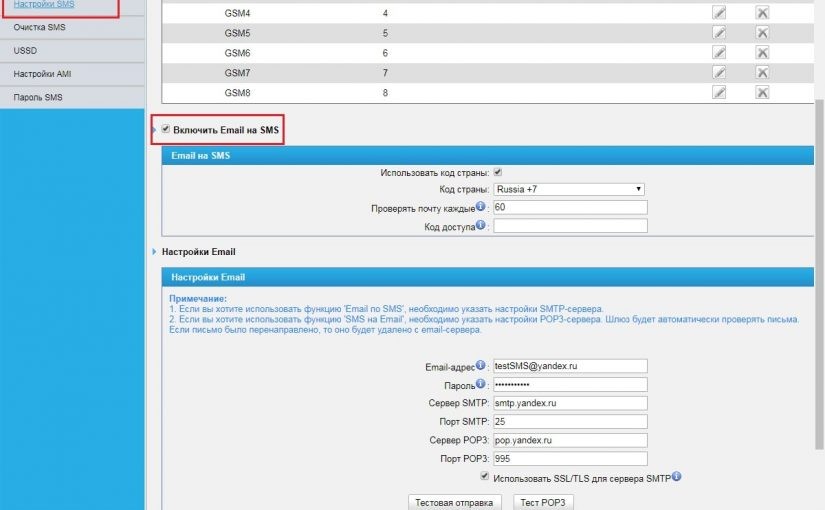 Настройки SMS
Очистка SMS
USSD
Настройки AMI
Пароль SMS
GSM4 4
GSM5 5
GSM6 6
GSM7 7
GSM8 8
Включить Email на SMS
Email на SMS
Использовать код страны:
Код страны: Russia +7
Проверять почту каждые : 60
Код доступа :
Настройки Email
Настройки Email
Примечание:
1. Если вы хотите использовать функцию 'Email по SMS', необходимо указать настройки SMTP-сервера.
2. Если вы хотите использовать функцию 'SMS на Email', необходимо указать настройки POP3-сервера. Шлюз будет автоматически проверять письма.
Если письмо было перенаправлено, то оно будет удалено с email-сервера.
Email-адрес : testSMS@yandex.ru
Пароль : •••••••••••
Сервер SMTP: smtp.yandex.ru
Порт SMTP: 25
Сервер POP3: pop.yandex.ru
Порт POP3: 995
Использовать SSL/TLS для сервера SMTP
Тестовая отправка Тест POP3